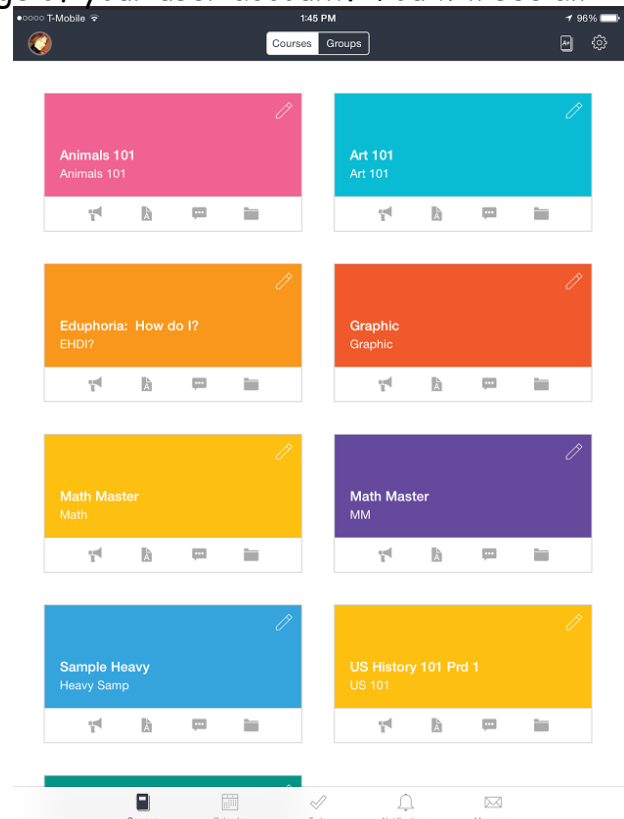 T-Mobile 1:45 PM 96%
Courses Groups
A+
Animals 101
Animals 101
Art 101
Art 101
Eduphoria: How do I?
EHDI?
Graphic
Graphic
Math Master
Math
Math Master
MM
Sample Heavy
Heavy Samp
US History 101 Prd 1
US 101